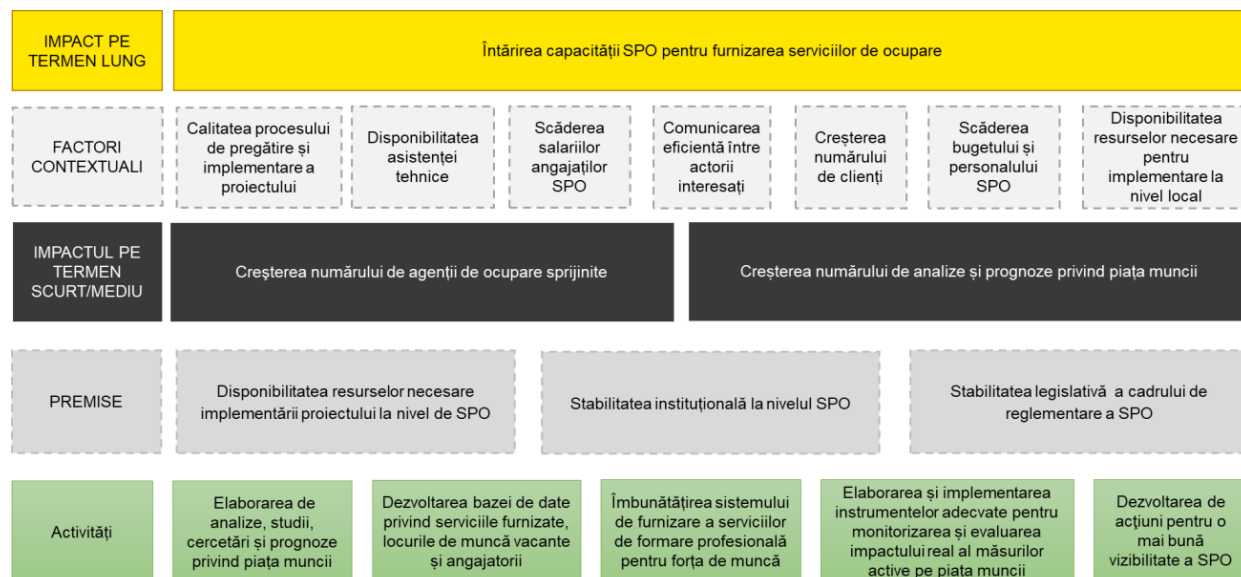 IMPACT PE
TERMEN LUNG
Întărirea capacității SPO pentru furnizarea serviciilor de ocupare
FACTORI
CONTEXTUALI
Calitatea procesului
de pregătire și
implementare a
proiectului
Disponibilitatea
asistenței
tehnice
Scăderea
salariilor
angajaților
SPO
Comunicarea
eficientă între
actorii
interesați
Creșterea
numărului
de clienți
Scăderea
bugetului și
personalului
SPO
Disponibilitatea
resurselor necesare
pentru
implementare la
nivel local
IMPACTUL PE
TERMEN
SCURT/MEDIU
Creșterea numărului de agenții de ocupare sprijinite
Creșterea numărului de analize și prognoze privind piața muncii
PREMISE
Disponibilitatea resurselor necesare
implementării proiectului la nivel de SPO
Stabilitatea instituțională la nivelul SPO
Stabilitatea legislativă a cadrului de
reglementare a SPO
Activități
Elaborarea de
analize, studii,
cercetări și prognoze
privind piața muncii
Dezvoltarea bazei de date
privind serviciile furnizate,
locurile de muncă vacante
și angajatorii
Îmbunătățirea sistemului
de furnizare a serviciilor
de formare profesională
pentru forța de muncă
Elaborarea și implementarea
instrumentelor adecvate pentru
monitorizarea și evaluarea
impactului real al măsurilor
active pe piața muncii
Dezvoltarea de
acţiuni pentru o
mai bună
vizibilitate a SPO